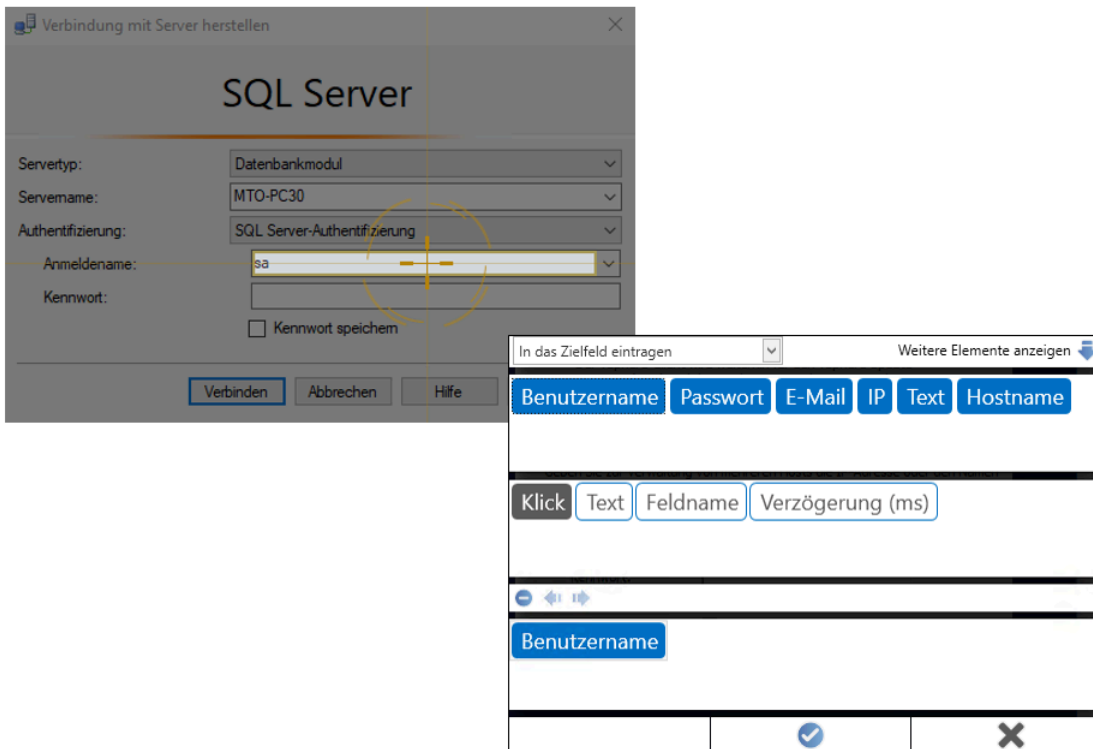 Verbindung mit Server herstellen
SQL Server
Servertyp: Datenbankmodul
Servername: MTO-PC30
Authentifizierung: SQL Server-Authentifizierung
Anmeldename: sa
Kennwort:
Kennwort speichern
Verbinden Abbrechen Hilfe
In das Zielfeld eintragen Weitere Elemente anzeigen
Benutzername Passwort E-Mail IP Text Hostname
Klick Text Feldname Verzögerung (ms)
Benutzername